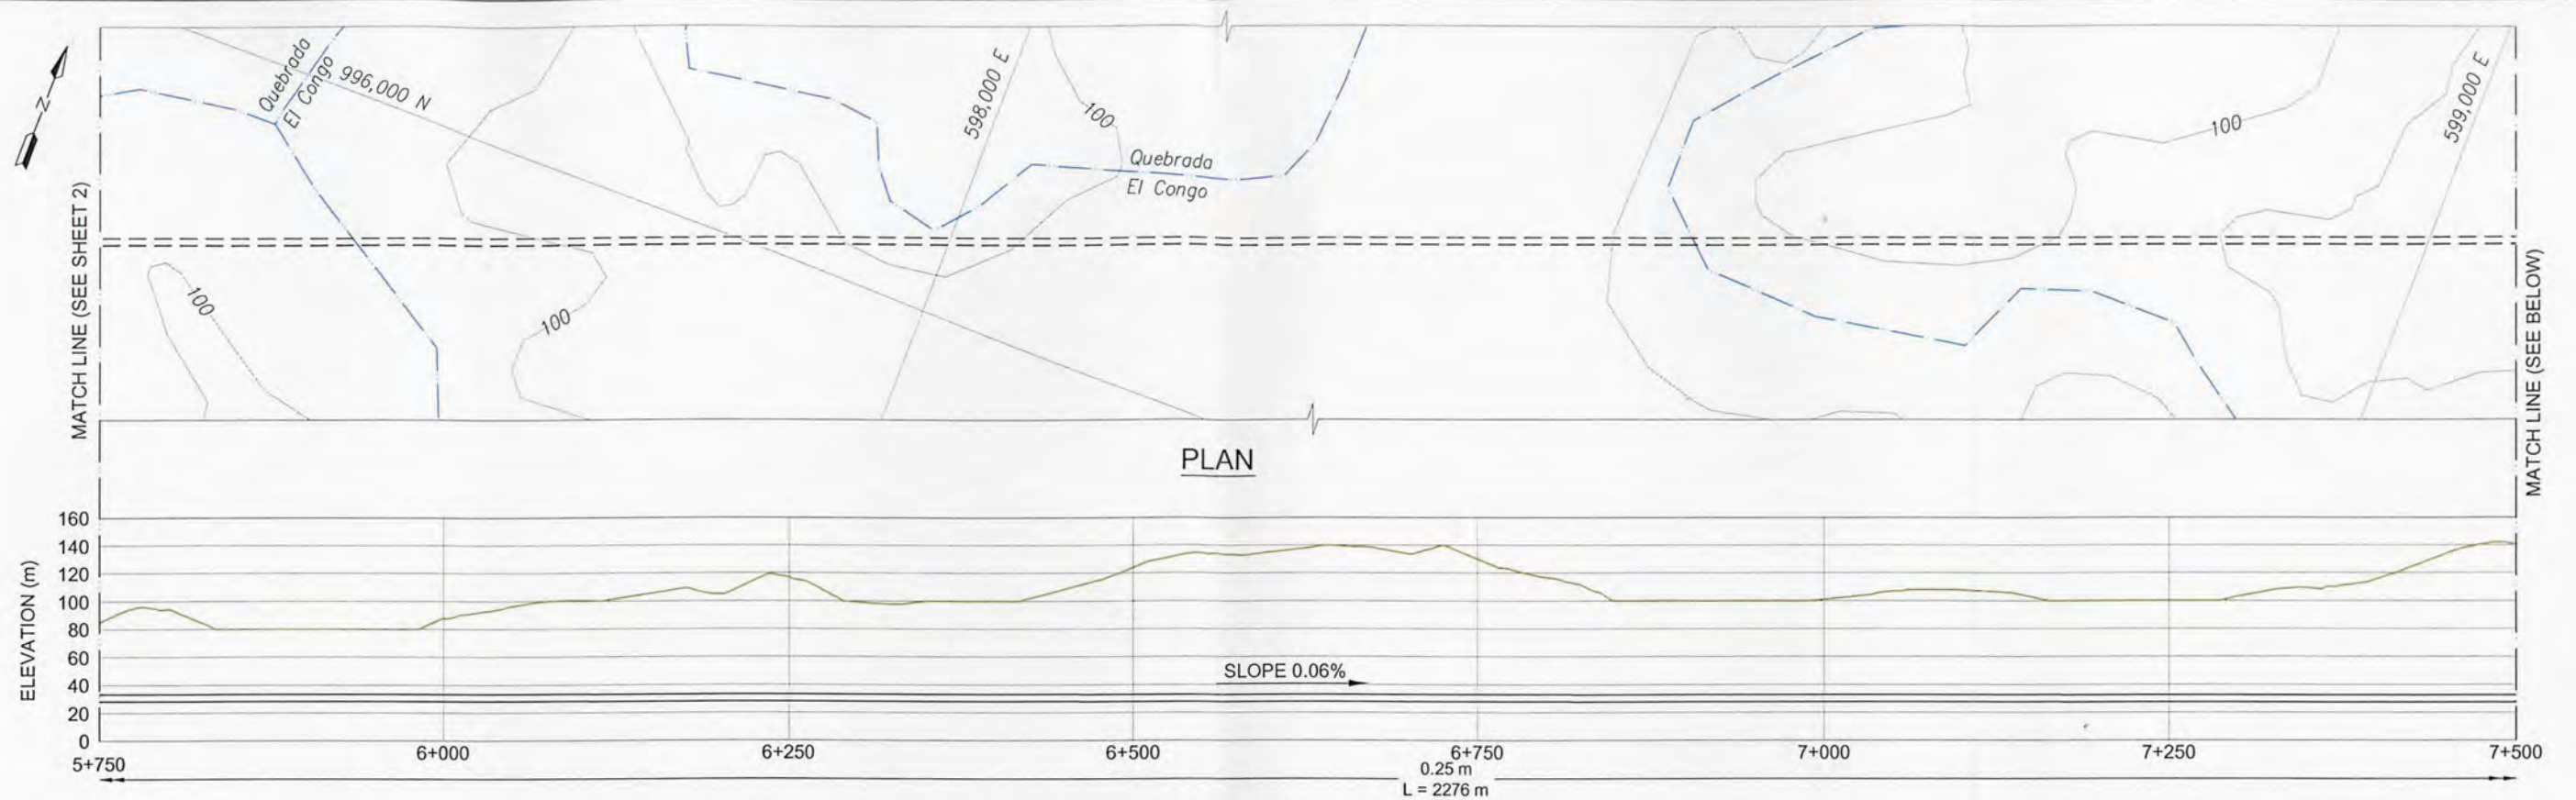 Quebrada
El Congo
996,000 N
598,000 E
100
Quebrada
El Congo
100
599,000 E
N
MATCH LINE (SEE SHEET 2)
100
100
MATCH LINE (SEE BELOW)
PLAN
ELEVATION (m)
160
140
120
100
80
60
40
20
0
SLOPE 0.06%
5+750
6+000
6+250
6+500
6+750
7+000
7+250
7+500
0.25 m
L = 2276 m